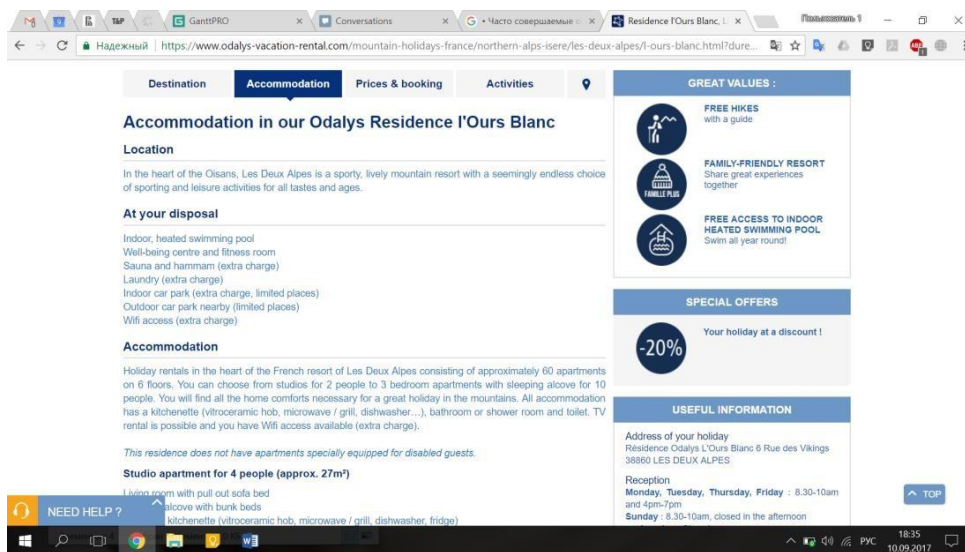 T&P
GanttPRO
Conversations
Часто совершаемые
Residence l'Ours Blanc, L
Пользователь 1
Надежный
https://www.odalys-vacation-rental.com/mountain-holidays-france/northern-alps-isere/les-deux-alpes/l-ours-blanc.html?dure...
Destination
Accommodation
Prices & booking
Activities
Accommodation in our Odalys Residence l'Ours Blanc
Location
In the heart of the Oisans, Les Deux Alpes is a sporty, lively mountain resort with a seemingly endless choice
of sporting and leisure activities for all tastes and ages.
At your disposal
Indoor, heated swimming pool
Well-being centre and fitness room
Sauna and hammam (extra charge)
Laundry (extra charge)
Indoor car park (extra charge, limited places)
Outdoor car park nearby (limited places)
Wifi access (extra charge)
Accommodation
Holiday rentals in the heart of the French resort of Les Deux Alpes consisting of approximately 60 apartments
on 6 floors. You can choose from studios for 2 people to 3 bedroom apartments with sleeping alcove for 10
people. You will find all the home comforts necessary for a great holiday in the mountains. All accommodation
has a kitchenette (vitroceramic hob, microwave / grill, dishwasher…), bathroom or shower room and toilet. TV
rental is possible and you have Wifi access available (extra charge).
This residence does not have apartments specially equipped for disabled guests.
Studio apartment for 4 people (approx. 27m²)
Living room with pull out sofa bed
alcove with bunk beds
kitchenette (vitroceramic hob, microwave / grill, dishwasher, fridge)
NEED HELP ?
GREAT VALUES :
FREE HIKES
with a guide
FAMILLE PLUS
FAMILY-FRIENDLY RESORT
Share great experiences
together
FREE ACCESS TO INDOOR
HEATED SWIMMING POOL
Swim all year round!
SPECIAL OFFERS
-20%
Your holiday at a discount !
USEFUL INFORMATION
Address of your holiday
Résidence Odalys L'Ours Blanc 6 Rue des Vikings
38860 LES DEUX ALPES
Reception
Monday, Tuesday, Thursday, Friday : 8.30-10am
and 4pm-7pm
Sunday : 8.30-10am, closed in the afternoon
TOP
РУС
18:35
10.09.2017